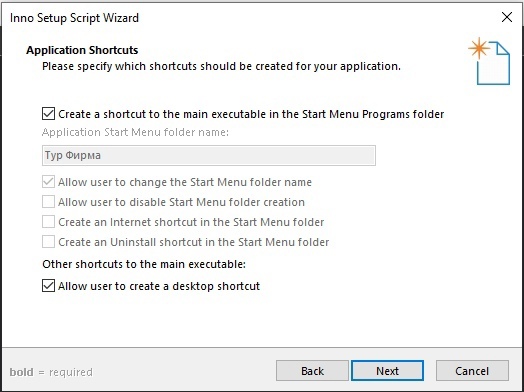 Inno Setup Script Wizard
Application Shortcuts
Please specify which shortcuts should be created for your application.
Create a shortcut to the main executable in the Start Menu Programs folder
Application Start Menu folder name:
Тур Фирма
Allow user to change the Start Menu folder name
Allow user to disable Start Menu folder creation
Create an Internet shortcut in the Start Menu folder
Create an Uninstall shortcut in the Start Menu folder
Other shortcuts to the main executable:
Allow user to create a desktop shortcut
bold = required
Back
Next
Cancel